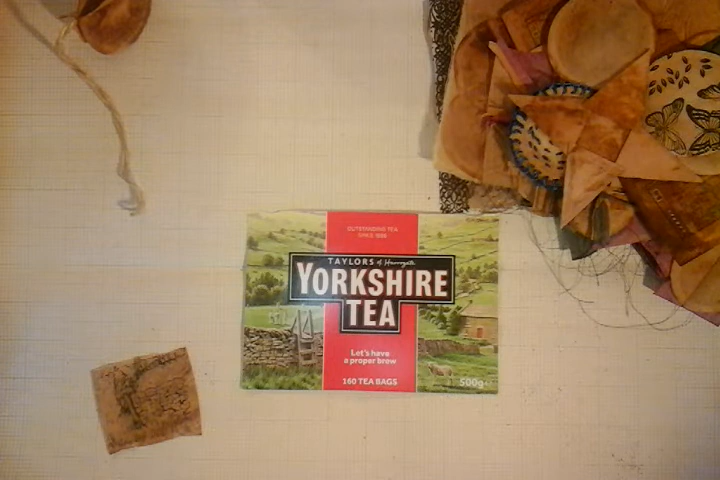 OUTSTANDING TEA
SINCE 1886
TAYLORS of Harrogate
YORKSHIRE
TEA
Let's have
a proper brew
160 TEA BAGS
500g e